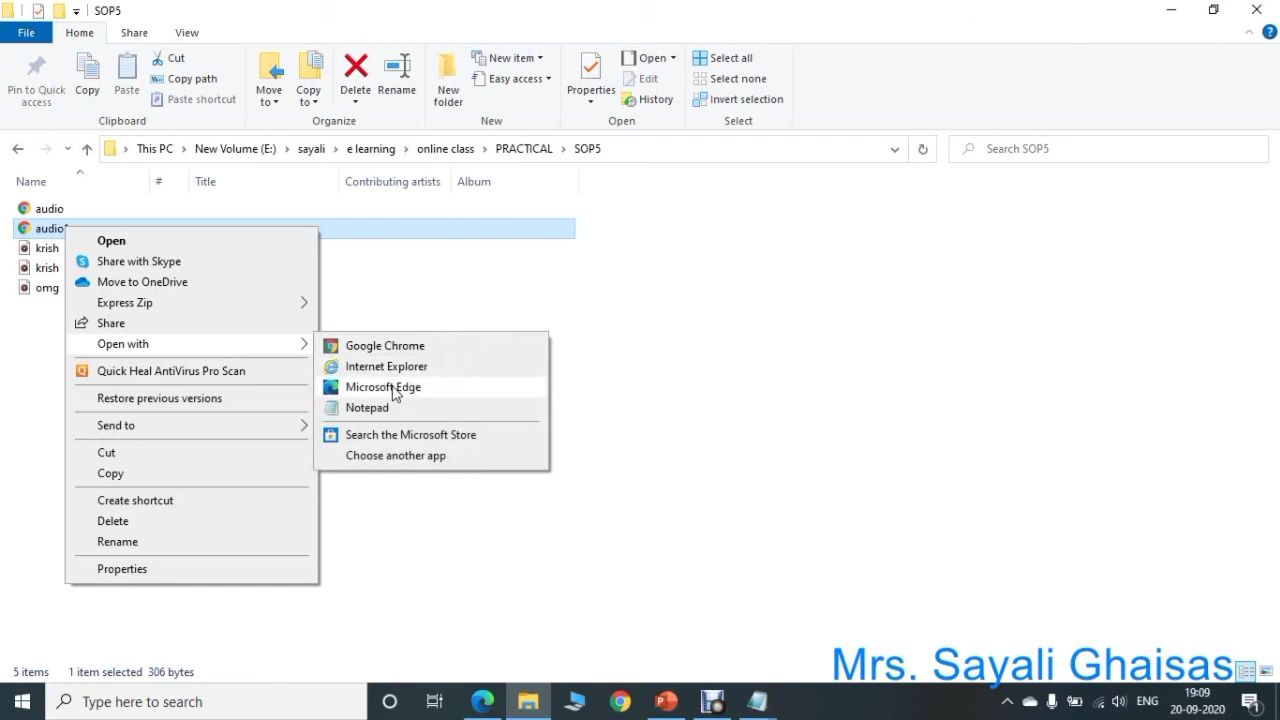 SOP5
File
Home
Share
View
Pin to Quick access
Copy
Paste
Cut
Copy path
Paste shortcut
Clipboard
Move to
Copy to
Delete
Rename
Organize
New folder
New item
Easy access
New
Properties
Open
Edit
History
Open
Select all
Select none
Invert selection
Select
This PC
New Volume (E:)
sayali
e learning
online class
PRACTICAL
SOP5
Search SOP5
Name
#
Title
Contributing artists
Album
audio
krish
krish
omg
Open
Share with Skype
Move to OneDrive
Express Zip
Share
Open with
Quick Heal AntiVirus Pro Scan
Restore previous versions
Send to
Cut
Copy
Create shortcut
Delete
Rename
Properties
Google Chrome
Internet Explorer
Microsoft Edge
Notepad
Search the Microsoft Store
Choose another app
5 items
1 item selected 306 bytes
Mrs. Sayali Ghaisas
Type here to search
ENG
19:09
20-09-2020